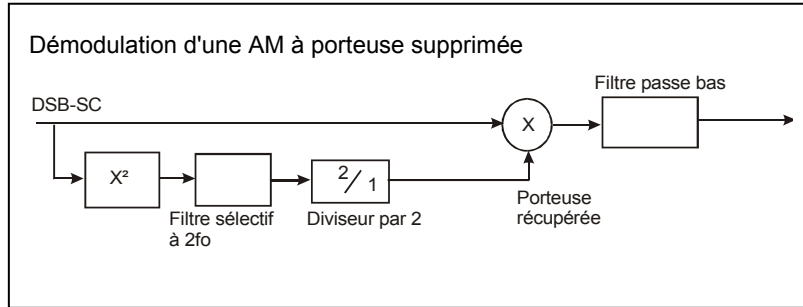 Démodulation d'une AM à porteuse supprimée
Filtre passe bas
DSB-SC
X
X²
2/1
Filtre sélectif
à 2fo
Diviseur par 2
Porteuse
récupérée